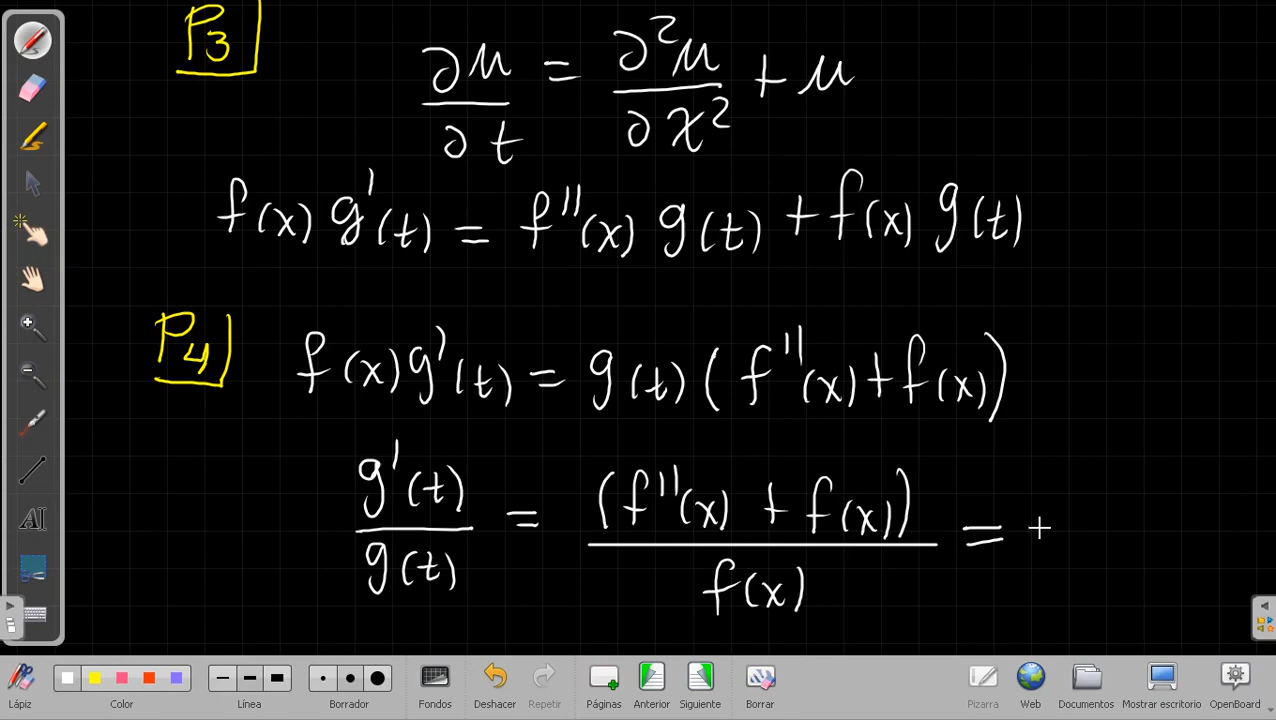 P3
∂u/∂t = ∂²u/∂x² + u
f(x) g'(t) = f''(x) g(t) + f(x) g(t)
P4
f(x) g'(t) = g(t) (f''(x) + f(x))
g'(t)/g(t) = (f''(x) + f(x))/f(x) =
Lápiz Color Línea Borrador Fondos Deshacer Repetir Páginas Anterior Siguiente Borrar Pizarra Web Documentos Mostrar escritorio OpenBoard